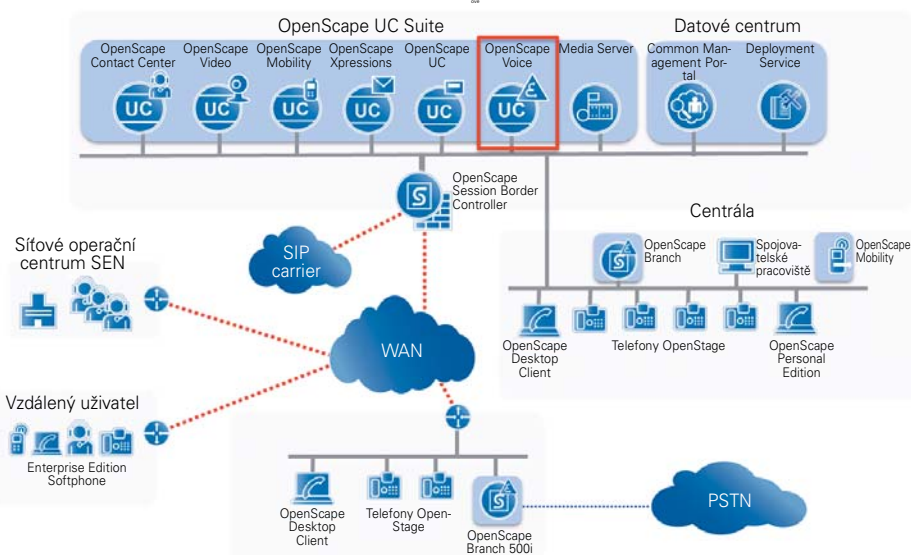 OpenScape UC Suite
Datové centrum
OpenScape
Contact Center
OpenScape
Video
OpenScape
Mobility
OpenScape
Xpressions
OpenScape
UC
OpenScape
Voice
Media Server
Common Man-
agement Por-
tal
Deployment
Service
UC
UC
UC
UC
UC
UC
OpenScape
Session Border
Controller
S
SIP
carrier
Centrála
OpenScape
Branch
S
Spojova-
telské
pracoviště
OpenScape
Mobility
Síťové operační
centrum SEN
WAN
OpenScape
Desktop
Client
Telefony OpenStage
OpenScape
Personal
Edition
Vzdálený uživatel
Enterprise Edition
Softphone
OpenScape
Desktop
Client
Telefony Open-
Stage
S
OpenScape
Branch 500i
PSTN